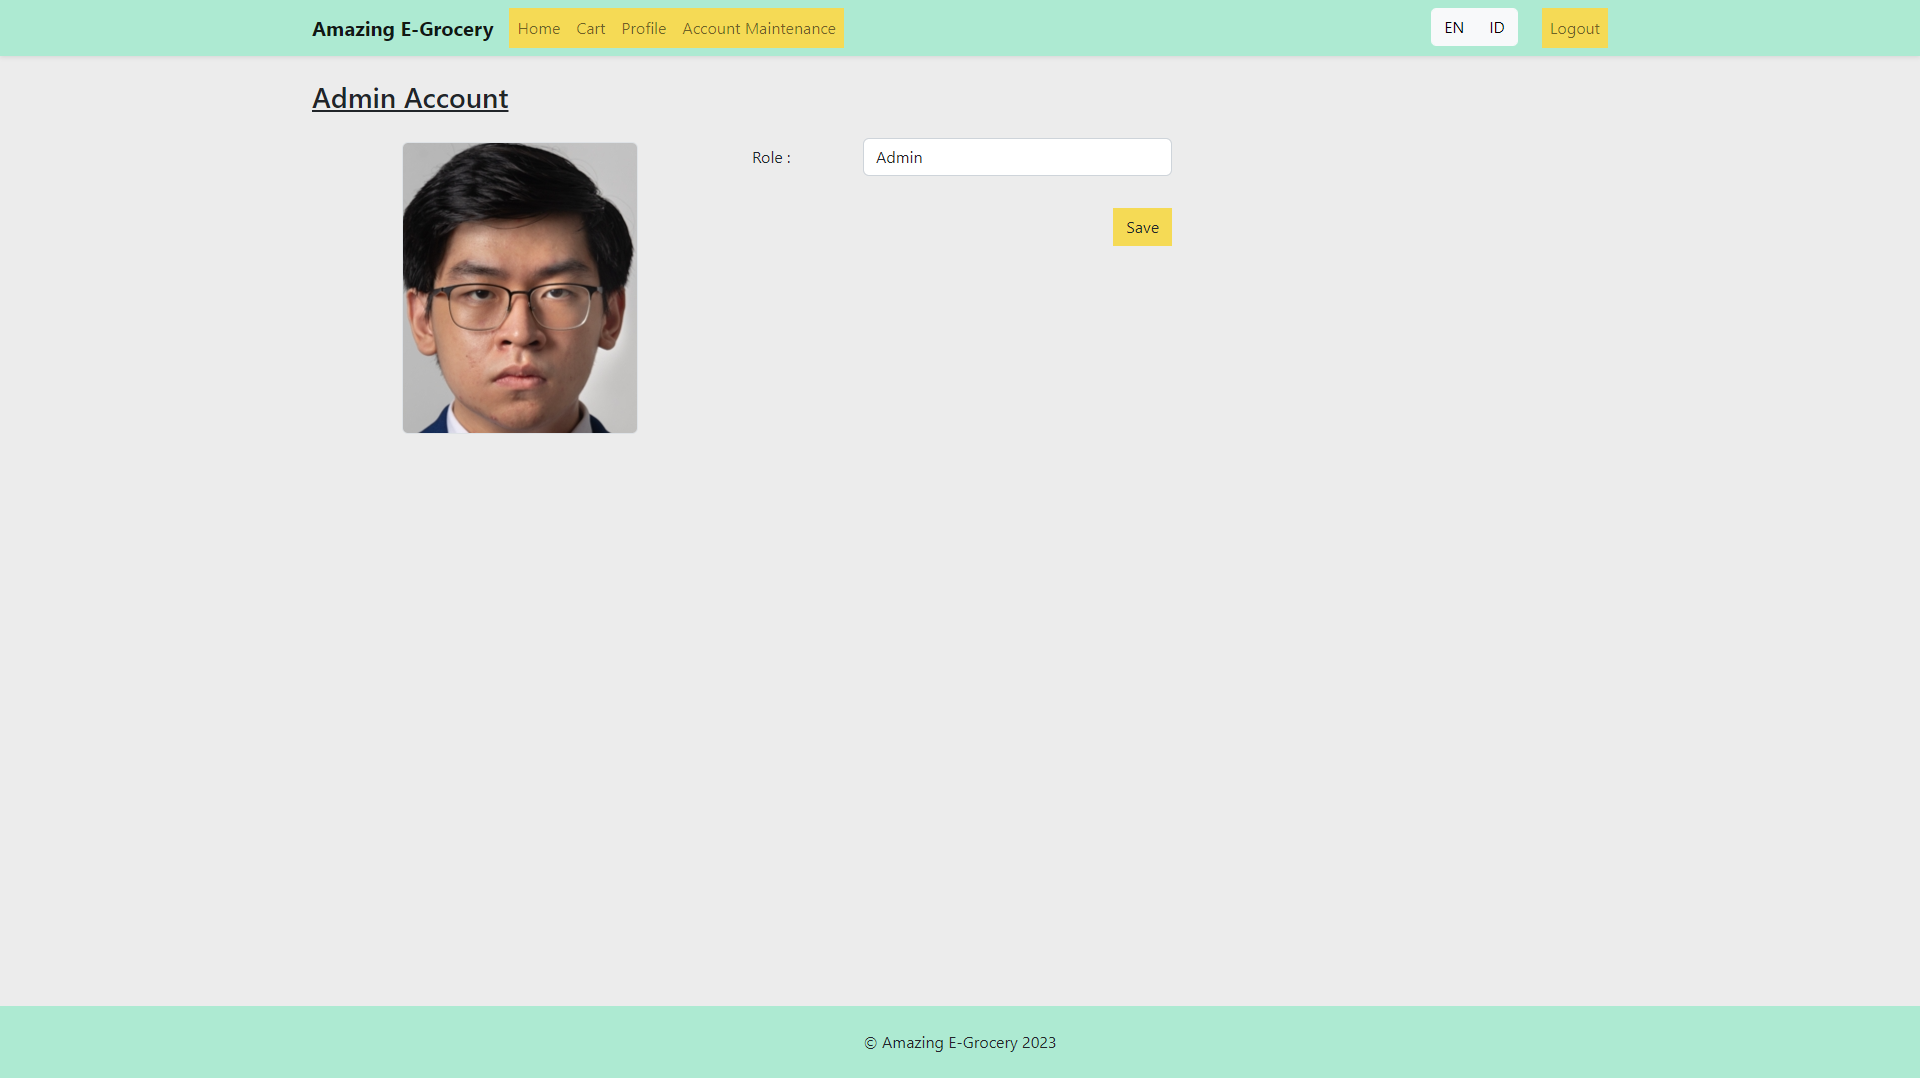 Amazing E-Grocery Home Cart Profile Account Maintenance EN ID Logout
Admin Account
Role : Admin
Save
© Amazing E-Grocery 2023